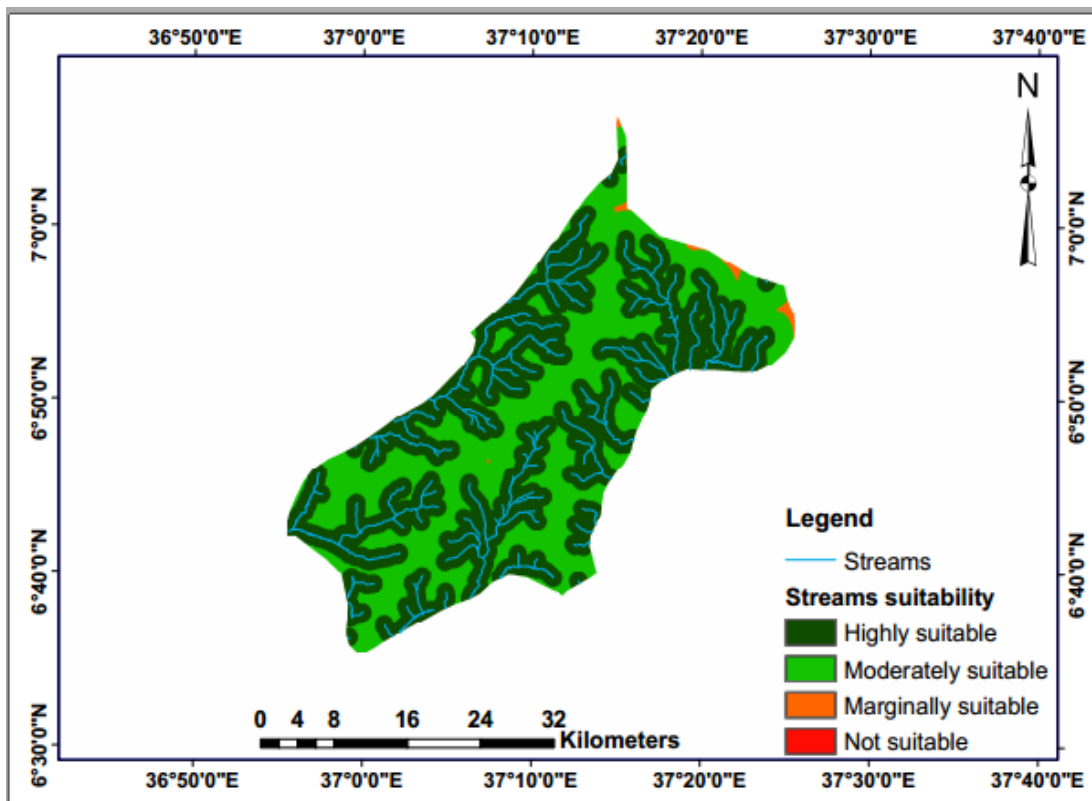 36°50'0"E 37°0'0"E 37°10'0"E 37°20'0"E 37°30'0"E 37°40'0"E
N
7°0'0"N 7°0'0"N
6°50'0"N 6°50'0"N
6°40'0"N 6°40'0"N
6°30'0"N 6°30'0"N
Legend
Streams
Streams suitability
Highly suitable
Moderately suitable
Marginally suitable
Not suitable
0 4 8 16 24 32
Kilometers
36°50'0"E 37°0'0"E 37°10'0"E 37°20'0"E 37°30'0"E 37°40'0"E